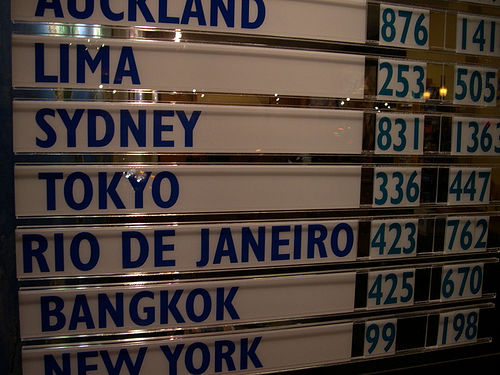 AUCKLAND 876 141
LIMA 253 505
SYDNEY 831 1363
TOKYO 336 447
RIO DE JANEIRO 423 762
BANGKOK 425 670
NEW YORK 99 198